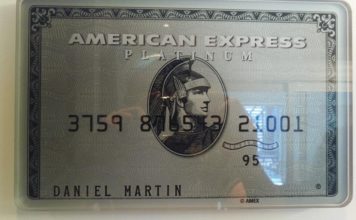 AMERICAN EXPRESS
PLATINUM
3759 876543 21001
95
DANIEL MARTIN
®
© AMEX